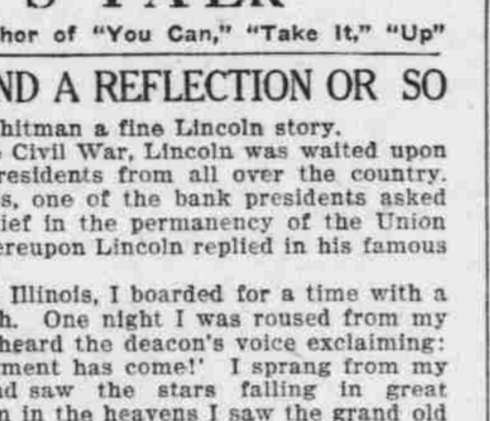 hor of "You Can," "Take It," "Up"
ND A REFLECTION OR SO
hitman a fine Lincoln story.
Civil War, Lincoln was waited upon
residents from all over the country.
s, one of the bank presidents asked
ief in the permanency of the Union
ereupon Lincoln replied in his famous
Illinois, I boarded for a time with a
h. One night I was roused from my
heard the deacon's voice exclaiming:
ment has come!' I sprang from my
nd saw the stars falling in great
n in the heavens I saw the grand old